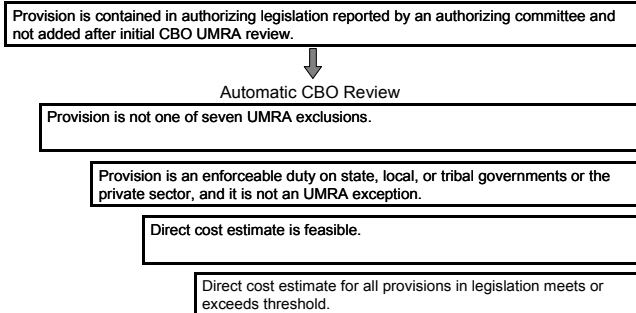 Provision is contained in authorizing legislation reported by an authorizing committee and
not added after initial CBO UMRA review.
Automatic CBO Review
Provision is not one of seven UMRA exclusions.
Provision is an enforceable duty on state, local, or tribal governments or the
private sector, and it is not an UMRA exception.
Direct cost estimate is feasible.
Direct cost estimate for all provisions in legislation meets or
exceeds threshold.